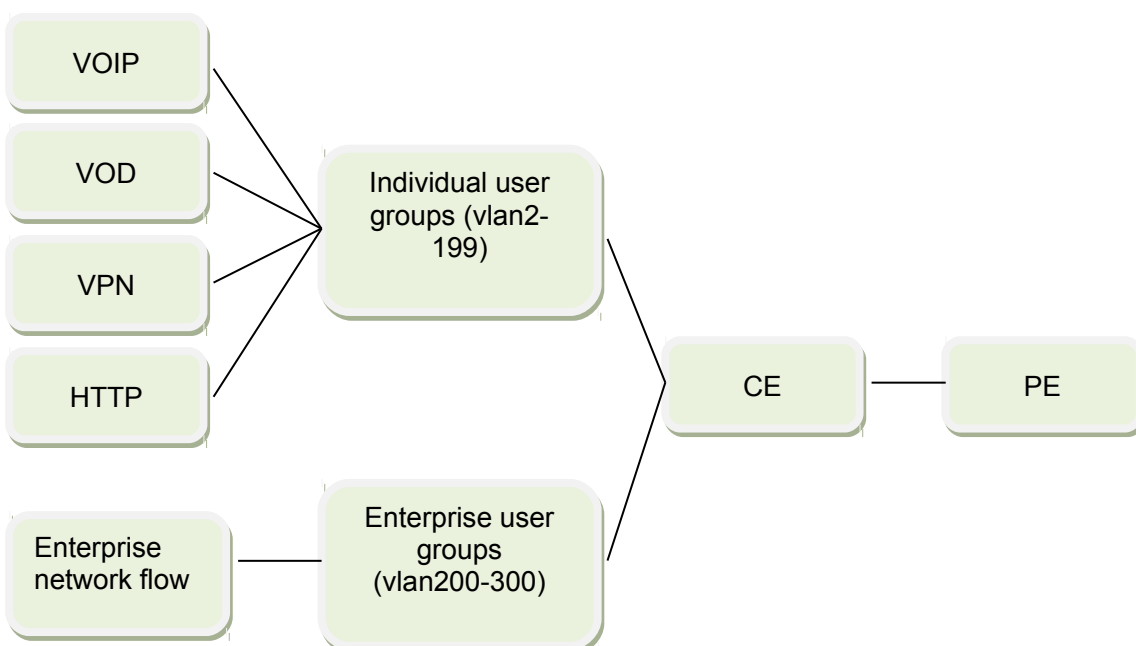 VOIP
VOD
VPN
HTTP
Enterprise
network flow
Individual user
groups (vlan2-
199)
Enterprise user
groups
(vlan200-300)
CE
PE